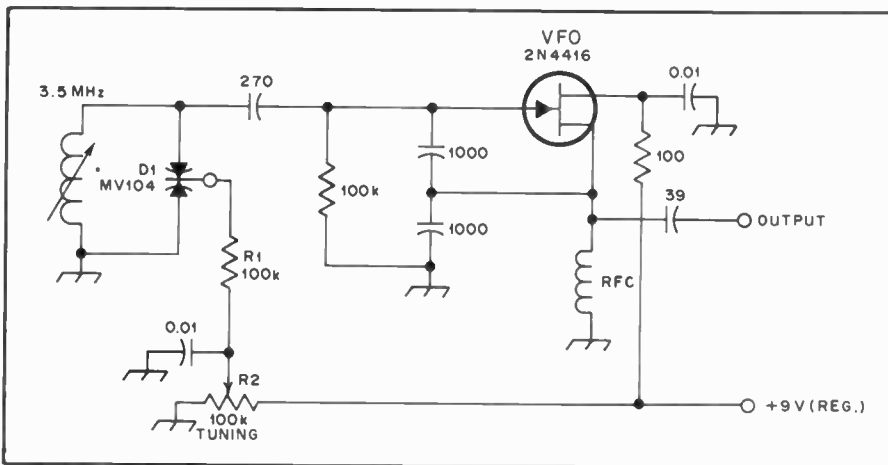 VFO
2N4416
3.5 MHz
270
0.01
D1
MV104
1000
100
100k
39
1000
OUTPUT
R1
100k
RFC
0.01
R2
100k
TUNING
+9V (REG.)